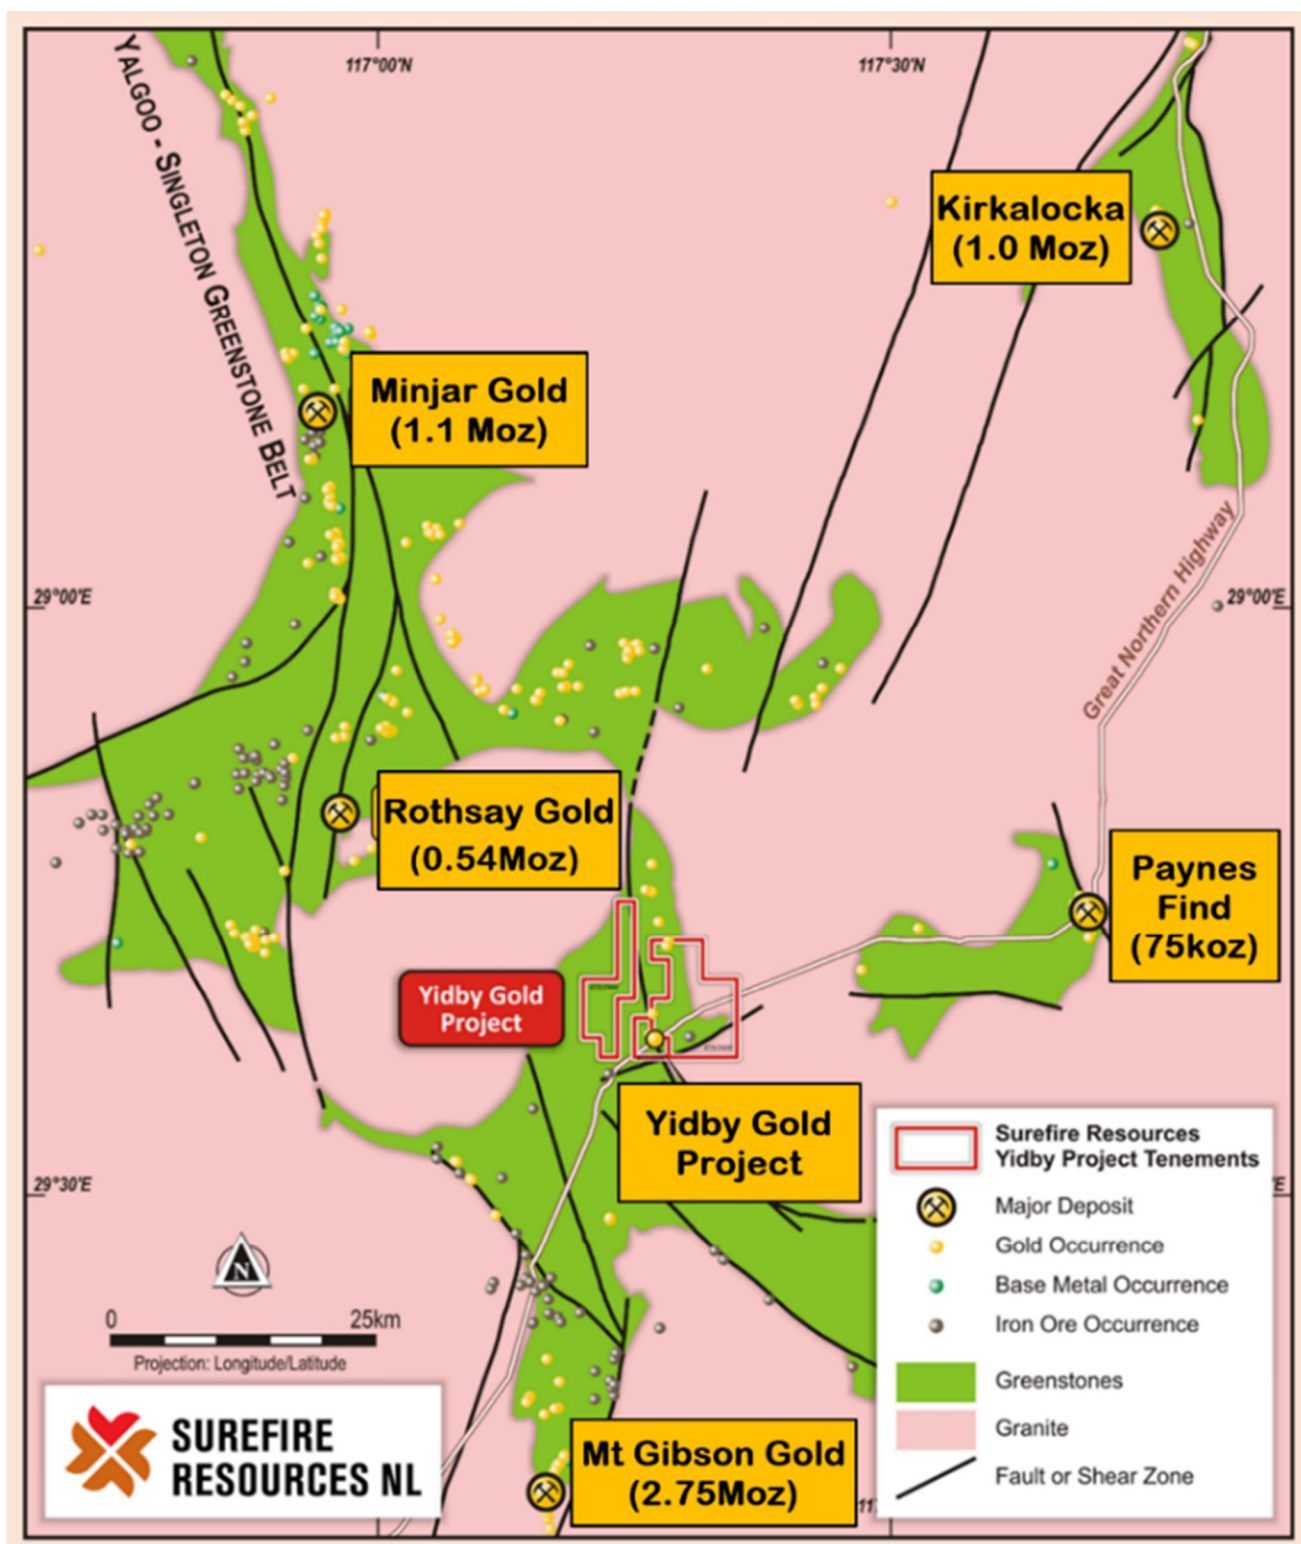 117°00'N
117°30'N
YALGOO - SINGLETON GREENSTONE BELT
Kirkalocka
(1.0 Moz)
Minjar Gold
(1.1 Moz)
Great Northern Highway
29°00'E
29°00'E
Rothsay Gold
(0.54Moz)
Paynes
Find
(75koz)
Yidby Gold
Project
Yidby Gold
Project
29°30'E
E
N
0
25km
Projection: Longitude/Latitude
SUREFIRE
RESOURCES NL
Mt Gibson Gold
(2.75Moz)
11
Surefire Resources
Yidby Project Tenements
Major Deposit
Gold Occurrence
Base Metal Occurrence
Iron Ore Occurrence
Greenstones
Granite
Fault or Shear Zone